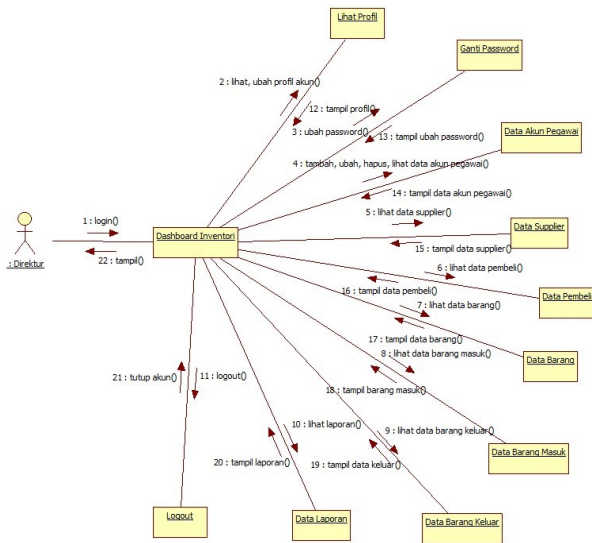 Lihat Profil
Ganti Password
2 : lihat, ubah profil akun()
12 : tampil profil()
3 : ubah password()
13 : tampil ubah password()
Data Akun Pegawai
4 : tambah, ubah, hapus, lihat data akun pegawai()
14 : tampil data akun pegawai()
5 : lihat data supplier()
1 : login()
Data Supplier
Dashboard Inventori
15 : tampil data supplier()
22 : tampil()
: Direktur
6 : lihat data pembeli()
16 : tampil data pembeli()
Data Pembeli
7 : lihat data barang()
17 : tampil data barang()
8 : lihat data barang masuk()
Data Barang
21 : tutup akun()
11 : logout()
18 : tampil barang masuk()
10 : lihat laporan()
9 : lihat data barang keluar()
Data Barang Masuk
20 : tampil laporan()
19 : tampil data keluar()
Logout
Data Laporan
Data Barang Keluar